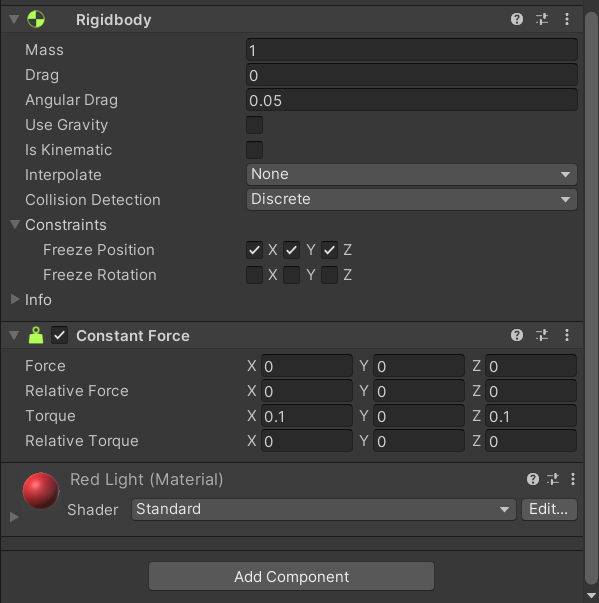 Rigidbody
Mass 1
Drag 0
Angular Drag 0.05
Use Gravity
Is Kinematic
Interpolate None
Collision Detection Discrete
Constraints
Freeze Position X Y Z
Freeze Rotation X Y Z
Info
Constant Force
Force X 0 Y 0 Z 0
Relative Force X 0 Y 0 Z 0
Torque X 0.1 Y 0 Z 0.1
Relative Torque X 0 Y 0 Z 0
Red Light (Material)
Shader Standard Edit...
Add Component